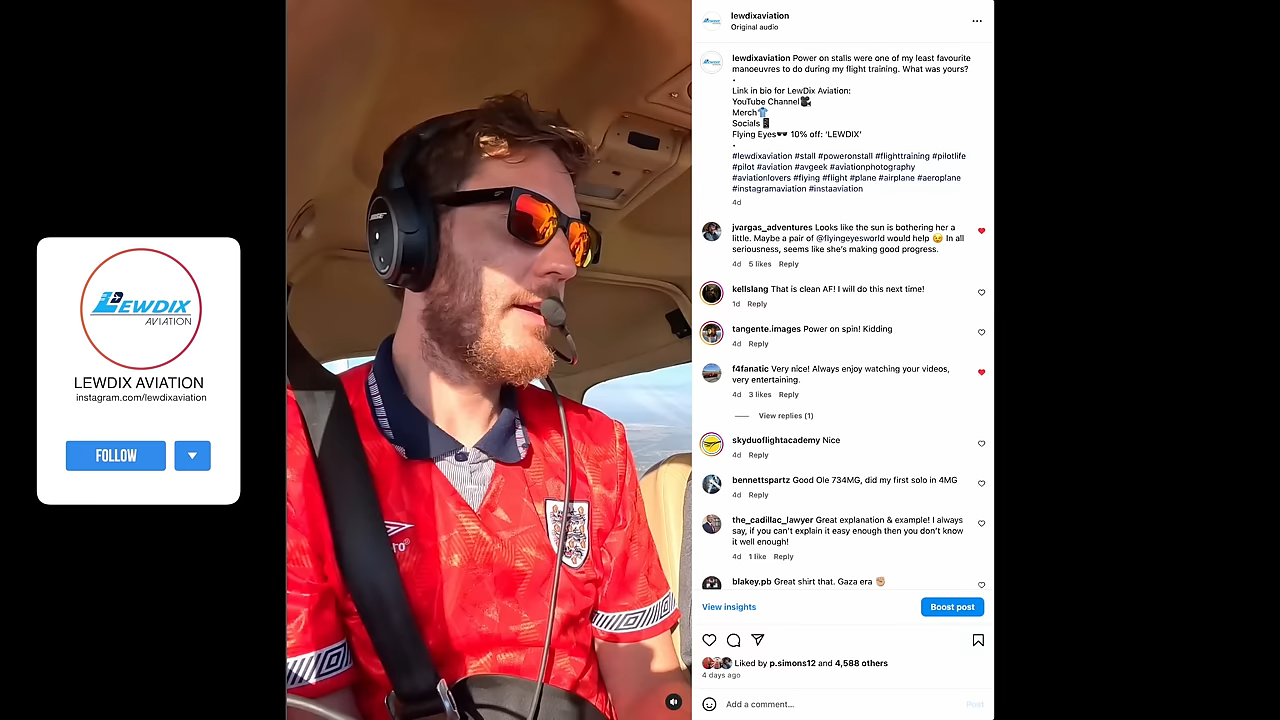 LEWDIX
AVIATION
LEWDIX AVIATION
instagram.com/lewdixaviation
FOLLOW
BOSE
lewdixaviation
Original audio
lewdixaviation Power on stalls were one of my least favourite
manoeuvres to do during my flight training. What was yours?
•
Link in bio for LewDix Aviation:
YouTube Channel🎥
Merch👕
Socials📱
Flying Eyes🕶️ 10% off: 'LEWDIX'
•
#lewdixaviation #stall #poweronstall #flighttraining #pilotlife
#pilot #aviation #avgeek #aviationphotography
#aviationlovers #flying #flight #plane #airplane #aeroplane
#instagramaviation #instaaviation
4d
jvargas_adventures Looks like the sun is bothering her a
little. Maybe a pair of @flyingeyesworld would help 😉 In all
seriousness, seems like she's making good progress.
4d 5 likes Reply
kellslang That is clean AF! I will do this next time!
1d Reply
tangente.images Power on spin! Kidding
4d Reply
f4fanatic Very nice! Always enjoy watching your videos,
very entertaining.
4d 3 likes Reply
View replies (1)
skyduoflightacademy Nice
4d Reply
bennettspartz Good Ole 734MG, did my first solo in 4MG
4d Reply
the_cadillac_lawyer Great explanation & example! I always
say, if you can't explain it easy enough then you don't know
it well enough!
4d 1 like Reply
blakey.pb Great shirt that. Gaza era ✊🏼
View insights
Boost post
Liked by p.simons12 and 4,588 others
4 days ago
Add a comment...
Post